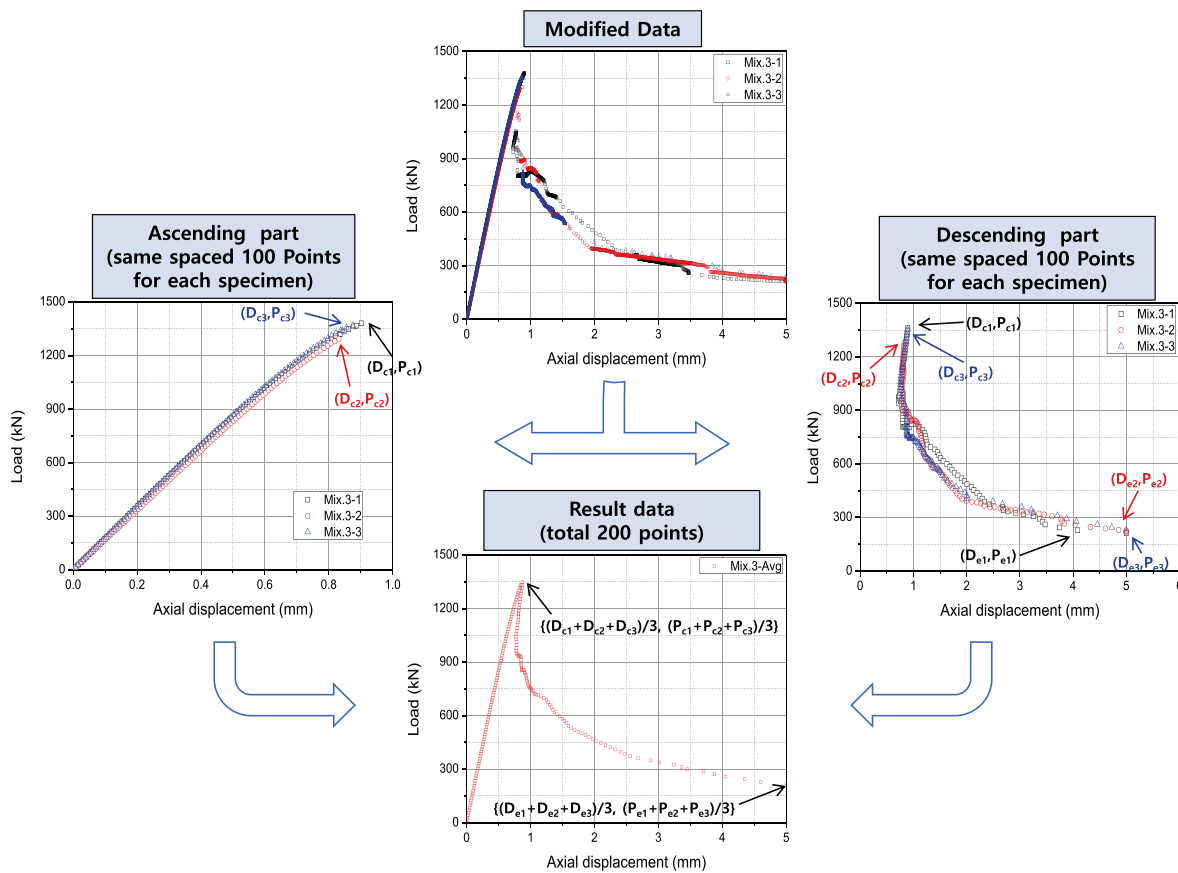 Modified Data
1500
1200
900
600
300
0
Load (kN)
0 1 2 3 4 5
Axial displacement (mm)
Mix.3-1
Mix.3-2
Mix.3-3
Ascending part
(same spaced 100 Points
for each specimen)
1500
1200
900
600
300
0
Load (kN)
0.0 0.2 0.4 0.6 0.8 1.0
Axial displacement (mm)
(Dc3,Pc3)
(Dc1,Pc1)
(Dc2,Pc2)
Mix.3-1
Mix.3-2
Mix.3-3
Descending part
(same spaced 100 Points
for each specimen)
1500
1200
900
600
300
0
Load (kN)
0 1 2 3 4 5 6
Axial displacement (mm)
Mix.3-1
Mix.3-2
Mix.3-3
(Dc1,Pc1)
(Dc2,Pc2)
(Dc3,Pc3)
(De2,Pe2)
(De1,Pe1)
(De3,Pe3)
Result data
(total 200 points)
1500
1200
900
600
300
0
Load (kN)
0 1 2 3 4 5
Axial displacement (mm)
Mix.3-Avg
{(Dc1+Dc2+Dc3)/3, (Pc1+Pc2+Pc3)/3}
{(De1+De2+De3)/3, (Pe1+Pe2+Pe3)/3}